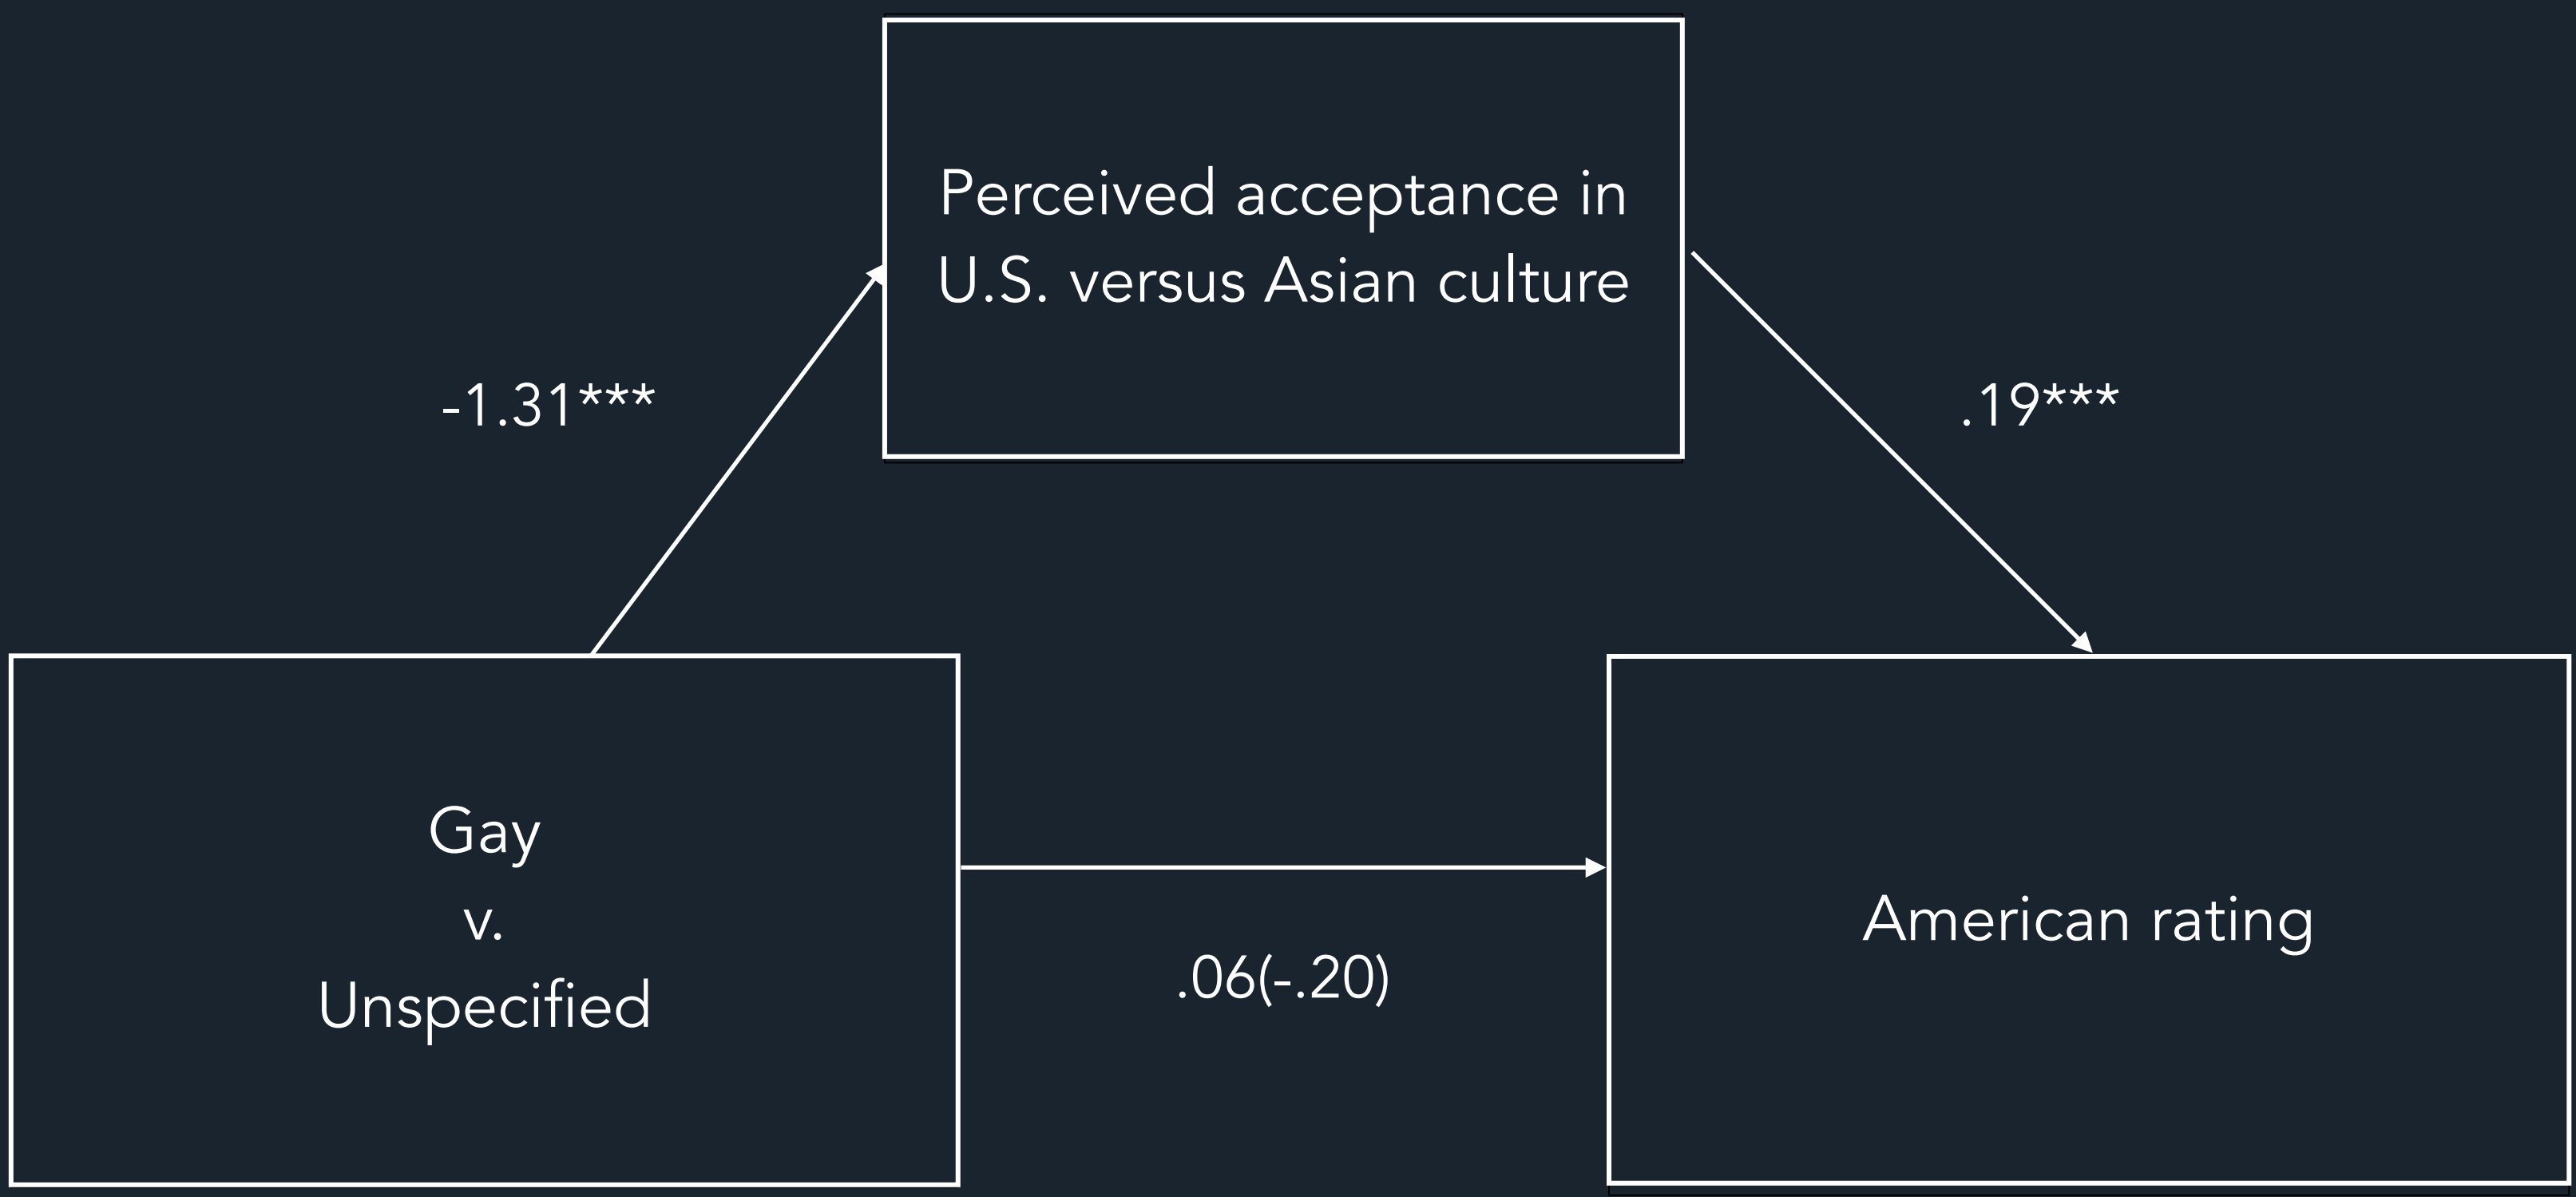 Perceived acceptance in
U.S. versus Asian culture
-1.31***
.19***
Gay
v.
Unspecified
American rating
.06(-.20)